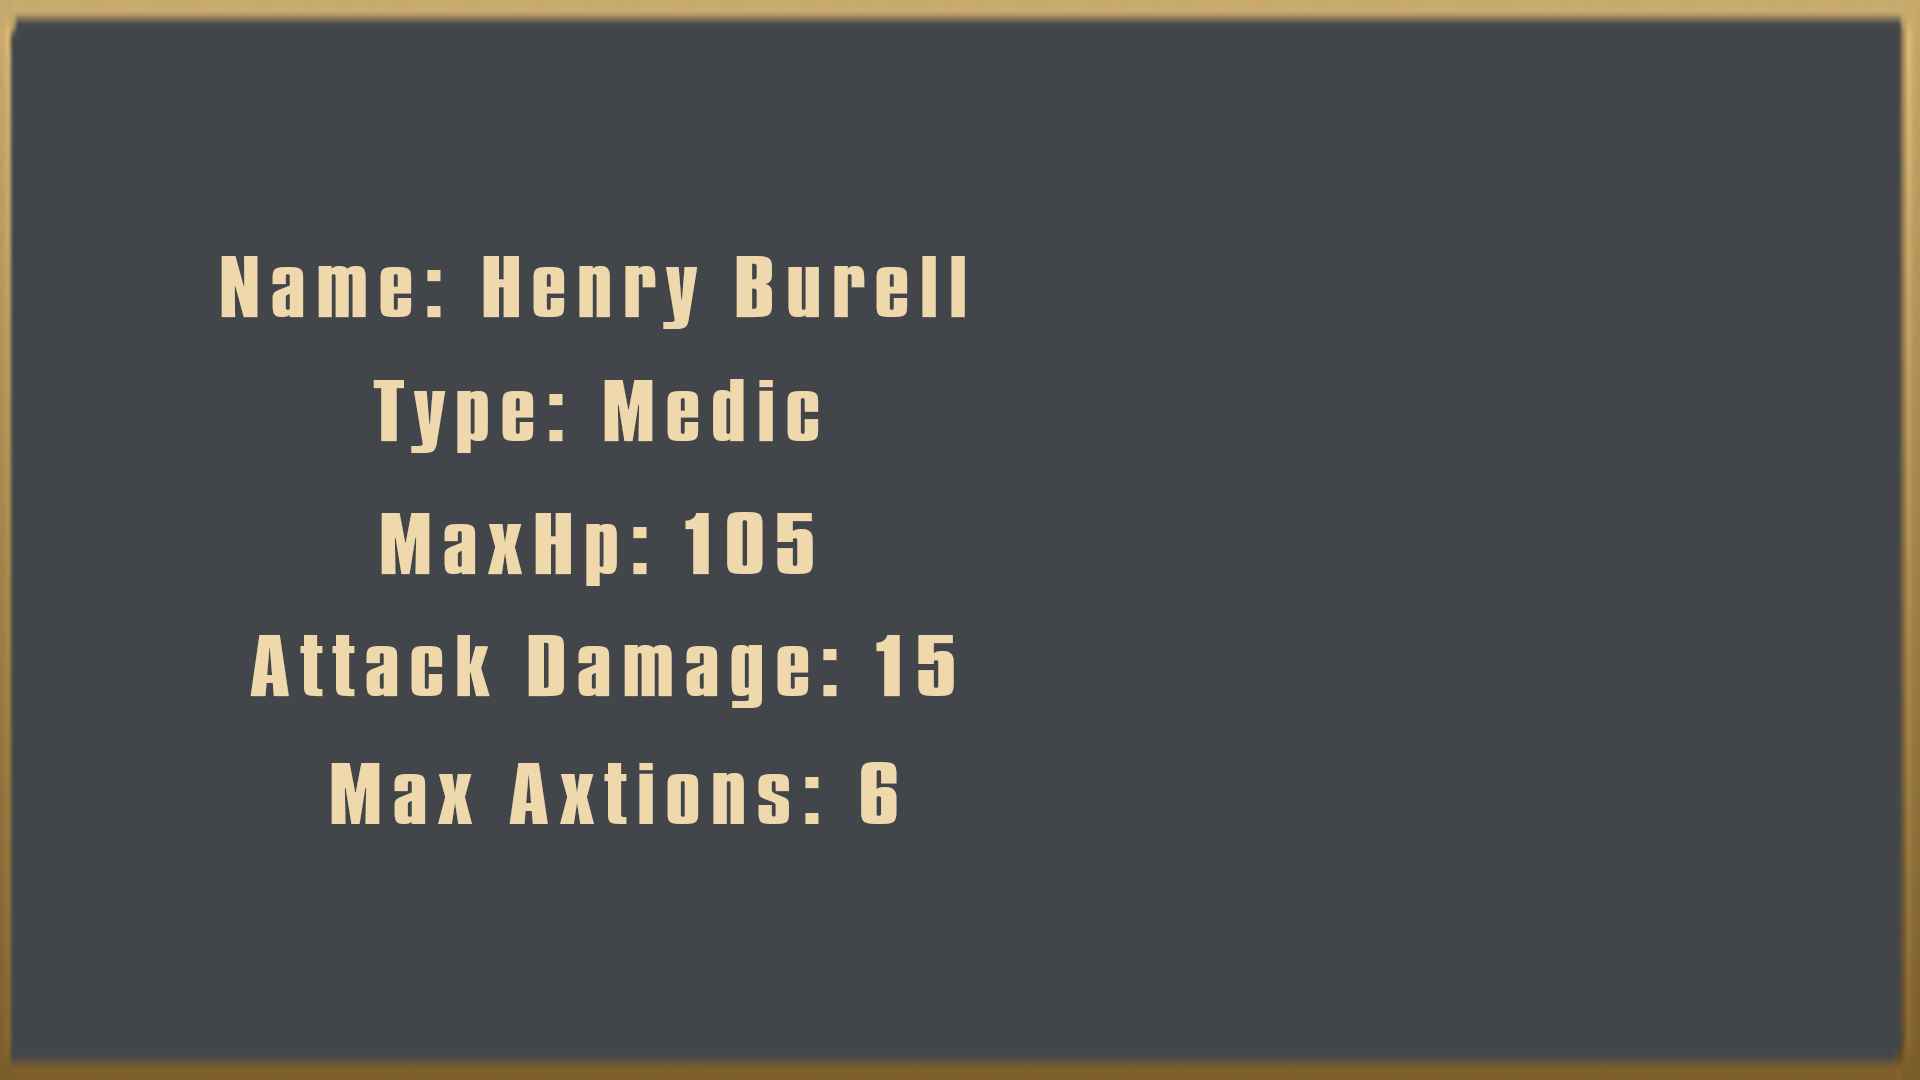 Name: Henry Burell
Type: Medic
MaxHp: 105
Attack Damage: 15
Max Axtions: 6